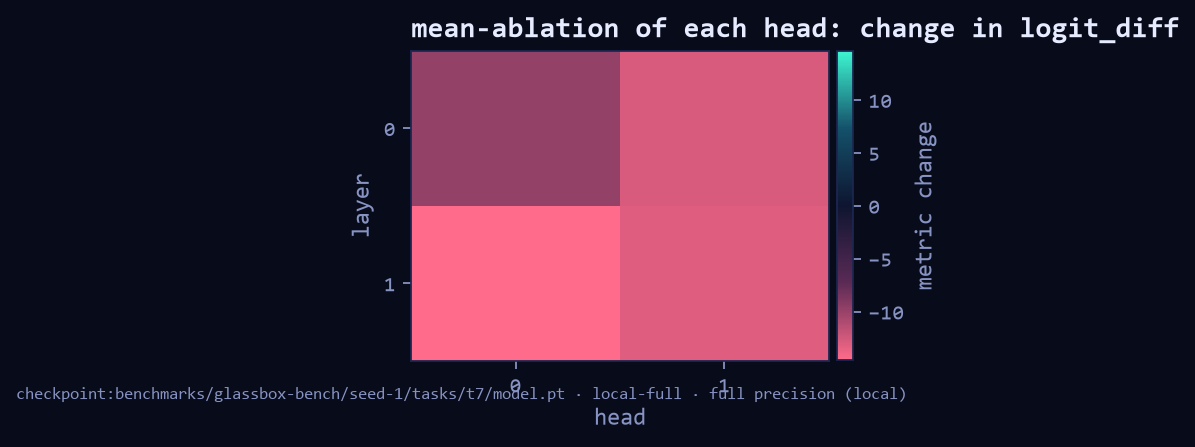 mean-ablation of each head: change in logit_diff
layer
0
1
0 1
head
10
5
0
−5
−10
metric change
checkpoint:benchmarks/glassbox-bench/seed-1/tasks/t7/model.pt · local-full · full precision (local)